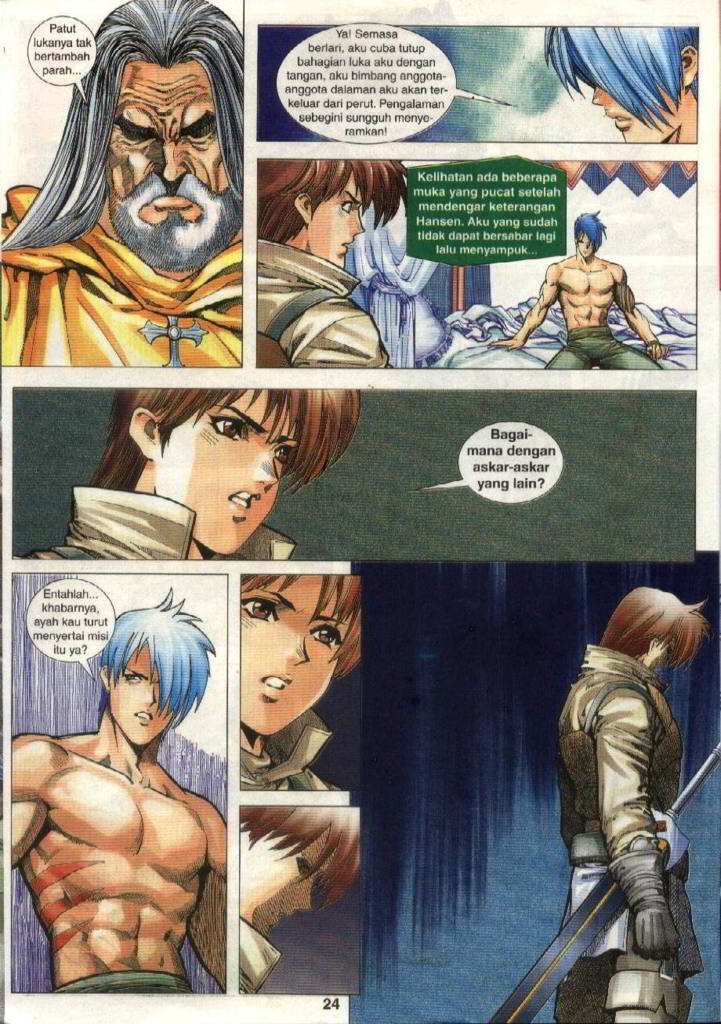 Patut
lukanya tak
bertambah
parah...
Ya! Semasa
berlari, aku cuba tutup
bahagian luka aku dengan
tangan, aku bimbang anggota-
anggota dalaman aku akan ter-
keluar dari perut. Pengalaman
sebegini sungguh menye-
ramkan!
Kelihatan ada beberapa
muka yang pucat setelah
mendengar keterangan
Hansen. Aku yang sudah
tidak dapat bersabar lagi
lalu menyampuk...
Bagai-
mana dengan
askar-askar
yang lain?
Entahlah...
khabarnya,
ayah kau turut
menyertai misi
itu ya?
24